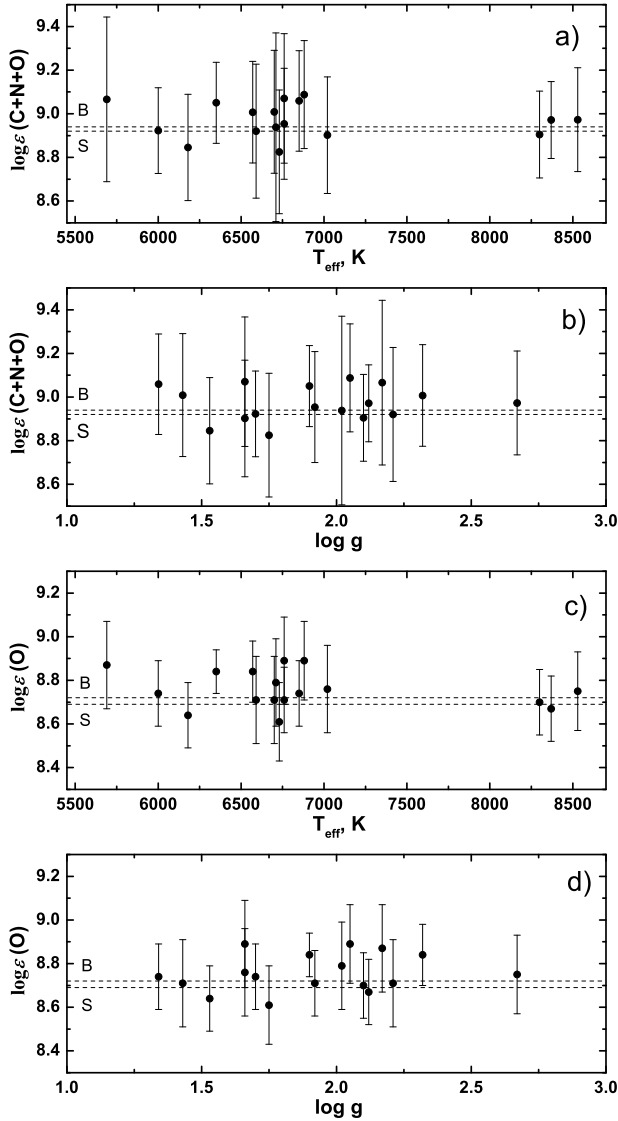 a)
9.4
9.2
9.0
8.8
8.6
log ε (C+N+O)
B
S
5500 6000 6500 7000 7500 8000 8500
T_eff, K
b)
9.4
9.2
9.0
8.8
8.6
log ε (C+N+O)
B
S
1.0 1.5 2.0 2.5 3.0
log g
c)
9.2
9.0
8.8
8.6
8.4
log ε (O)
B
S
5500 6000 6500 7000 7500 8000 8500
T_eff, K
d)
9.2
9.0
8.8
8.6
8.4
log ε (O)
B
S
1.0 1.5 2.0 2.5 3.0
log g